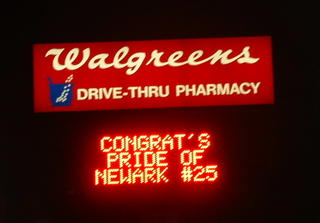 Walgreens
DRIVE-THRU PHARMACY
CONGRAT'S
PRIDE OF
NEWARK #25